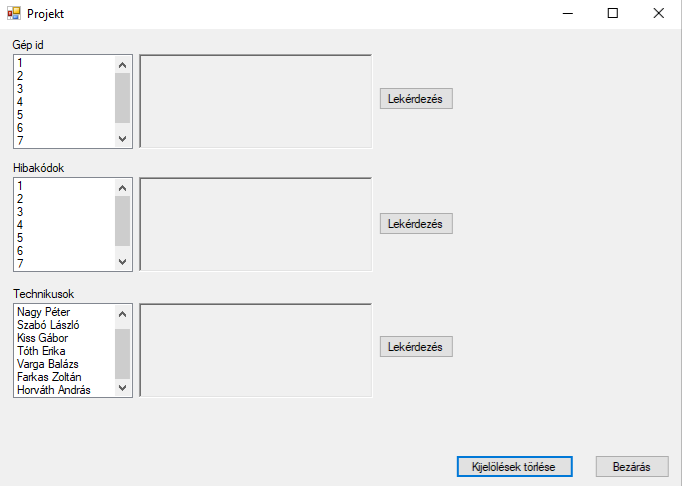 Projekt
Gép id
1
2
3
4
5
6
7
Lekérdezés
Hibakódok
1
2
3
4
5
6
7
Lekérdezés
Technikusok
Nagy Péter
Szabó László
Kiss Gábor
Tóth Erika
Varga Balázs
Farkas Zoltán
Horváth András
Lekérdezés
Kijelölések törlése
Bezárás